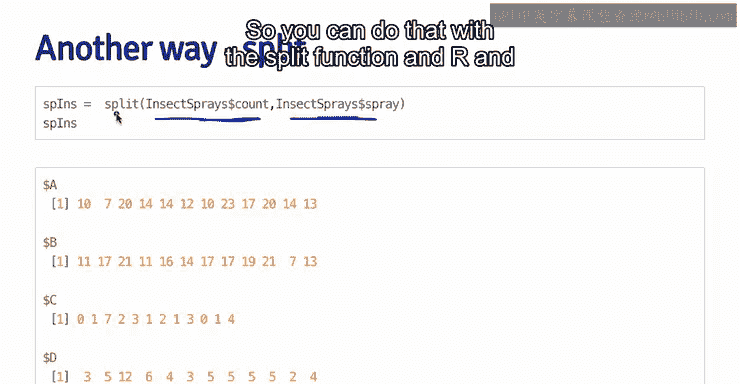 Another way - split
So you can do that with
the split function and R and
spIns = split(InsectSprays$count,InsectSprays$spray)
spIns
$A
[1] 10 7 20 14 14 12 10 23 17 20 14 13
$B
[1] 11 17 21 11 16 14 17 17 19 21 7 13
$C
[1] 0 1 7 2 3 1 2 1 3 0 1 4
$D
[1] 3 5 12 6 4 3 5 5 5 5 2 4